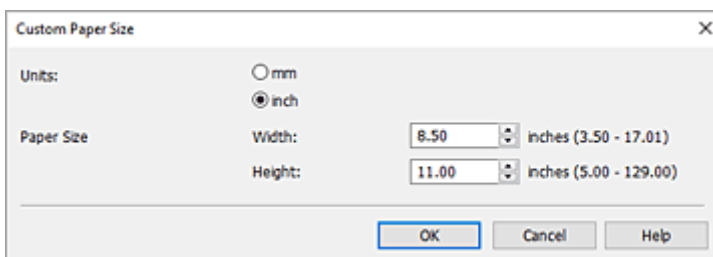 Custom Paper Size
Units: mm
inch
Paper Size Width: 8.50 inches (3.50 - 17.01)
Height: 11.00 inches (5.00 - 129.00)
OK Cancel Help